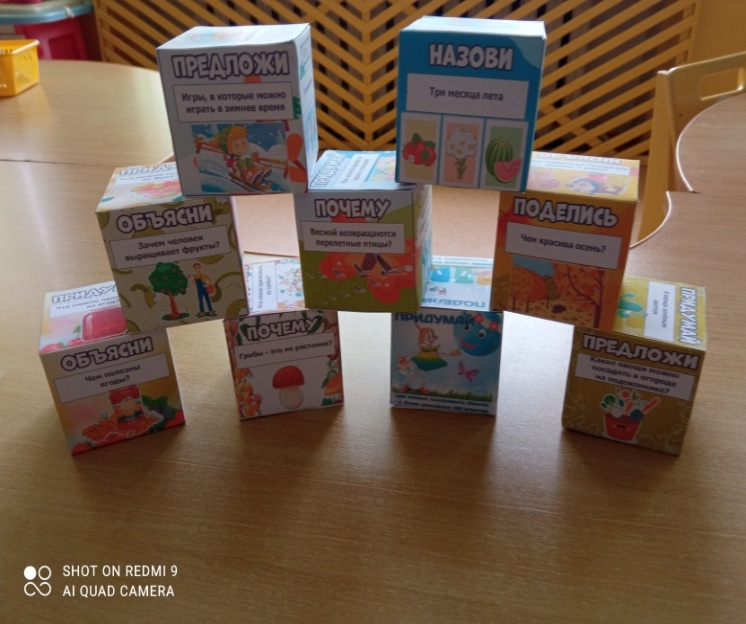 ПРЕДЛОЖИ
Игры, в которые можно
играть в зимнее время
НАЗОВИ
Три месяца лета
ОБЪЯСНИ
Зачем человек
выращивает фрукты?
ПОЧЕМУ
Весной возвращаются
перелетные птицы?
ПОДЕЛИСЬ
Чем красива осень?
ПРИДУМАЙ
ОБЪЯСНИ
Чем полезны
ягоды?
ПОЧЕМУ
Грибы - это не растения?
ПРИДУМАЙ
ПРИДУМАЙ
ПРЕДЛОЖИ
Какие овощи можно
посадить в огороде
на подоконнике?
SHOT ON REDMI 9
AI QUAD CAMERA